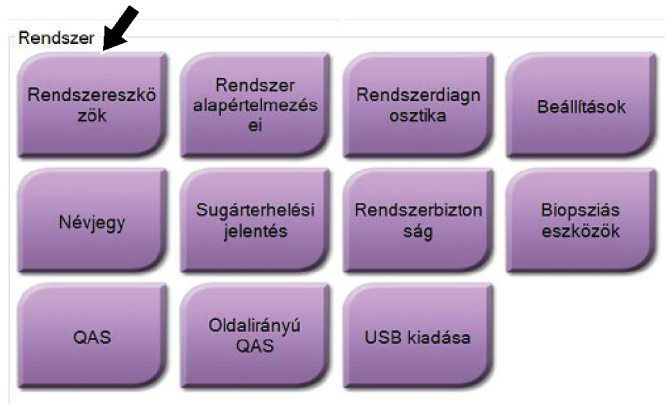 Rendszer
Rendszereszkö
zök
Rendszer
alapértelmezés
ei
Rendszerdiagn
osztika
Beállítások
Névjegy
Sugárterhelési
jelentés
Rendszerbizton
ság
Biopsziás
eszközök
QAS
Oldalirányú
QAS
USB kiadása